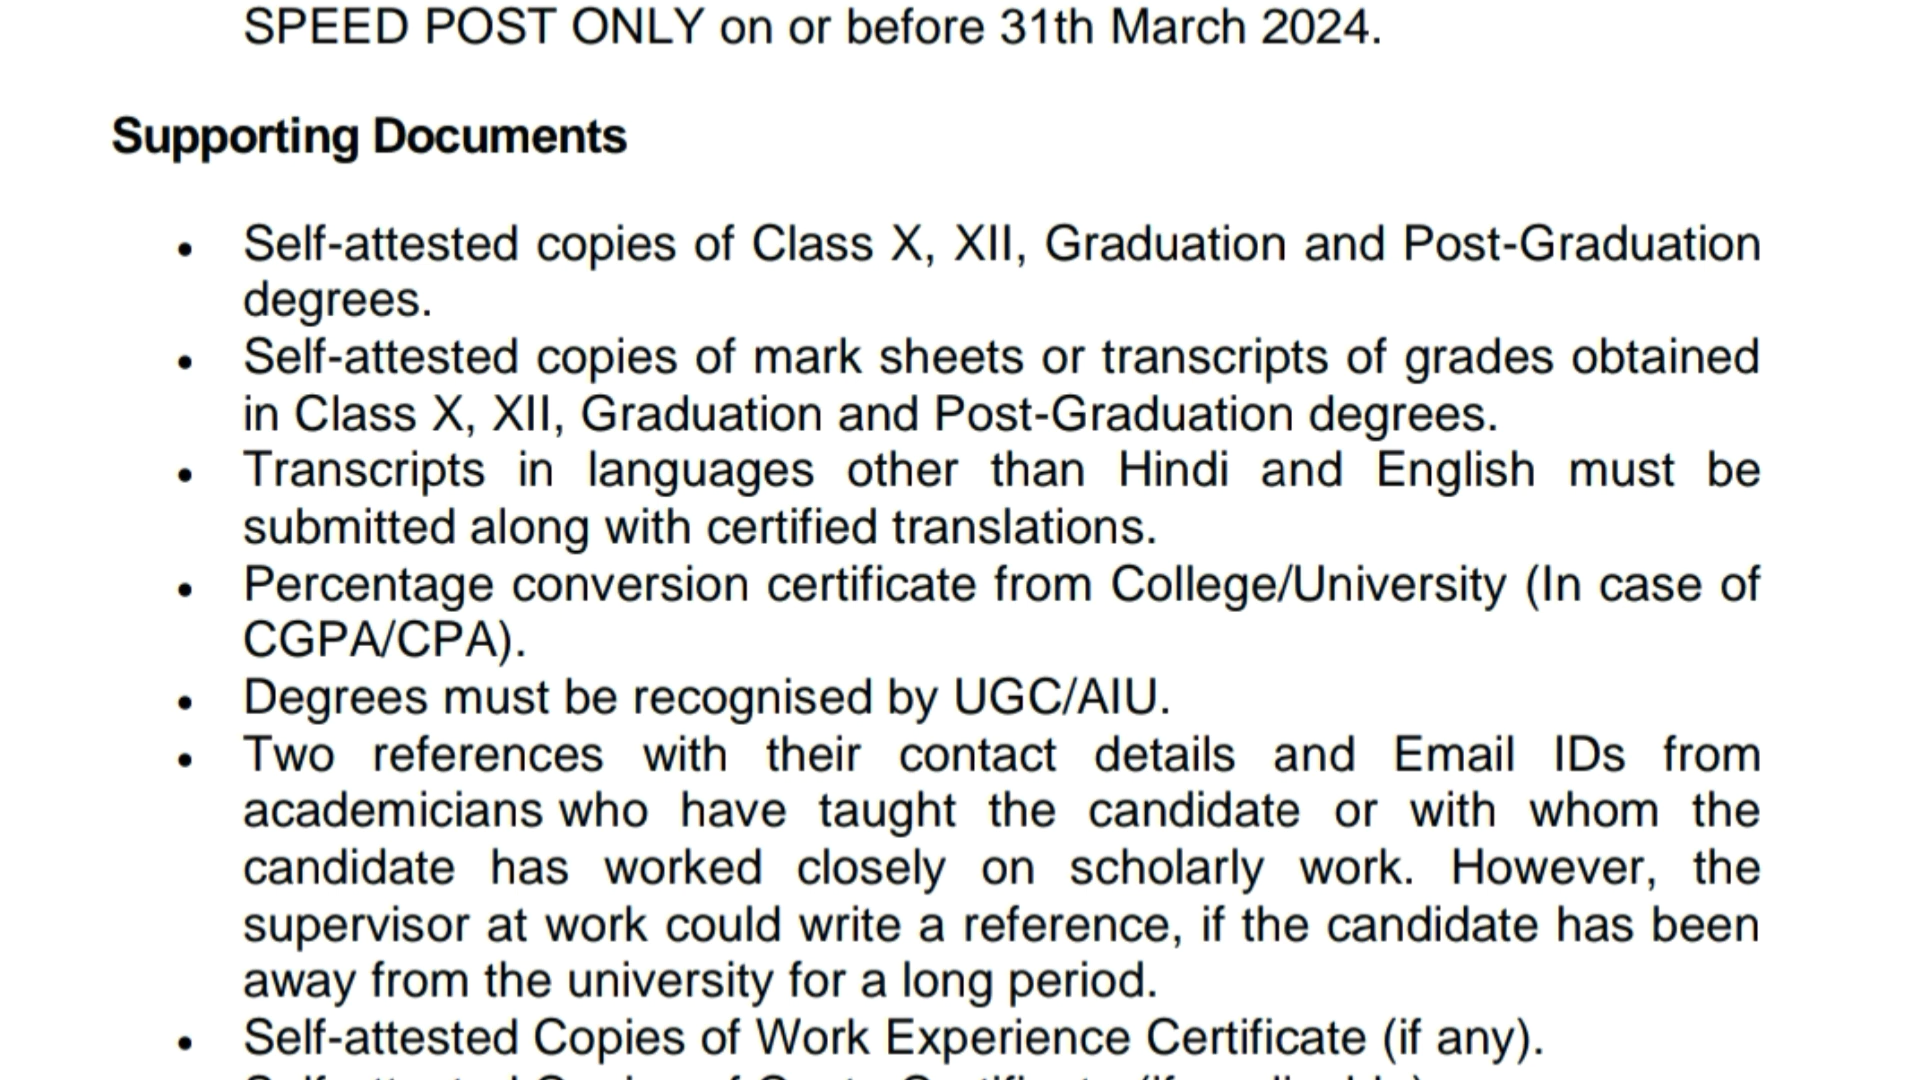 SPEED POST ONLY on or before 31th March 2024.
Supporting Documents
• Self-attested copies of Class X, XII, Graduation and Post-Graduation
degrees.
• Self-attested copies of mark sheets or transcripts of grades obtained
in Class X, XII, Graduation and Post-Graduation degrees.
• Transcripts in languages other than Hindi and English must be
submitted along with certified translations.
• Percentage conversion certificate from College/University (In case of
CGPA/CPA).
• Degrees must be recognised by UGC/AIU.
• Two references with their contact details and Email IDs from
academicians who have taught the candidate or with whom the
candidate has worked closely on scholarly work. However, the
supervisor at work could write a reference, if the candidate has been
away from the university for a long period.
• Self-attested Copies of Work Experience Certificate (if any).